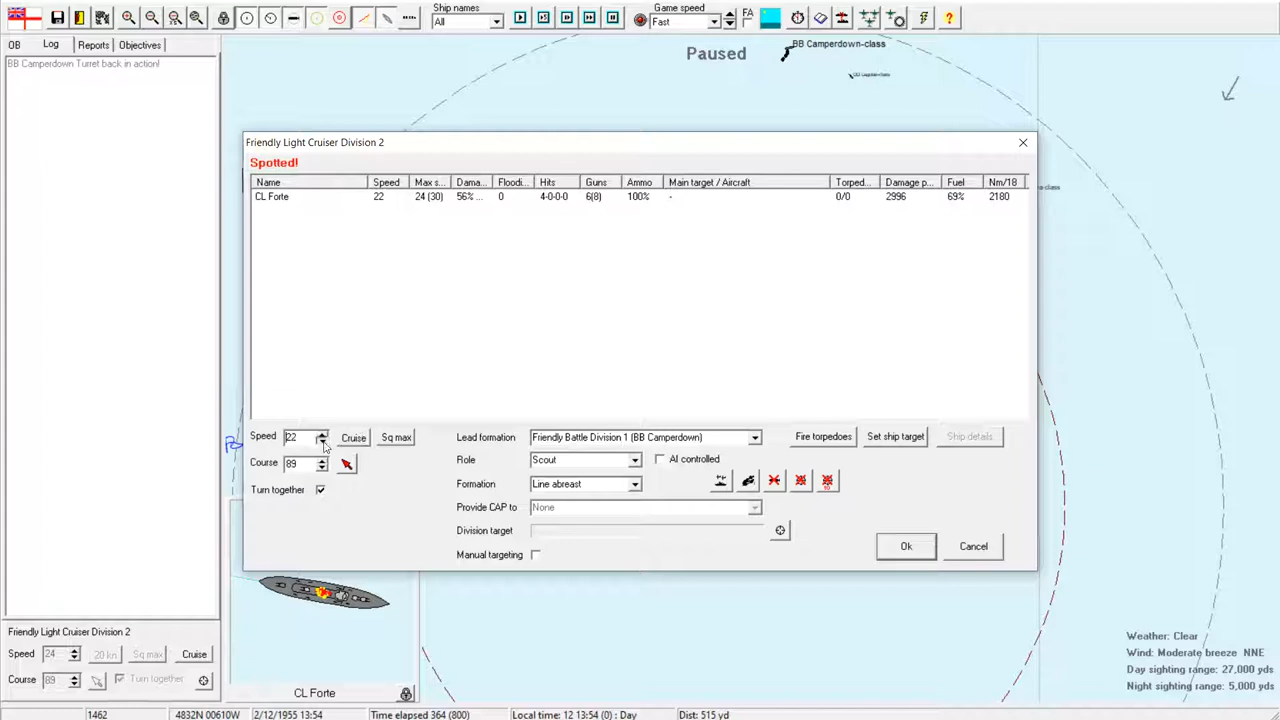 Ship names
All
Game speed
Fast
FA
OB Log Reports Objectives
BB Camperdown Turret back in action!
Paused
BB Camperdown-class
Friendly Light Cruiser Division 2
Spotted!
Name Speed Max s... Dama... Floodi... Hits Guns Ammo Main target / Aircraft Torped... Damage p... Fuel Nm/18
CL Forte 22 24 (30) 56% ... 0 4-0-0-0 6(8) 100% - 0/0 2996 69% 2180
Speed 22 Cruise Sq max
Course 89
Turn together
Lead formation Friendly Battle Division 1 (BB Camperdown)
Role Scout AI controlled
Formation Line abreast
Provide CAP to None
Division target
Manual targeting
Fire torpedoes Set ship target Ship details
10
Ok Cancel
CL Forte
Friendly Light Cruiser Division 2
Speed 24 20 kn Sq max Cruise
Course 89 Turn together
Weather: Clear
Wind: Moderate breeze NNE
Day sighting range: 27,000 yds
Night sighting range: 5,000 yds
1462 4832N 00610W 2/12/1955 13:54 Time elapsed 364 (800) Local time: 12 13:54 (0) : Day Dist: 515 yd